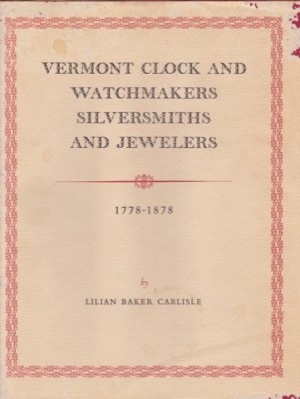 VERMONT CLOCK AND
WATCHMAKERS
SILVERSMITHS
AND JEWELERS
1778-1878
by
LILIAN BAKER CARLISLE